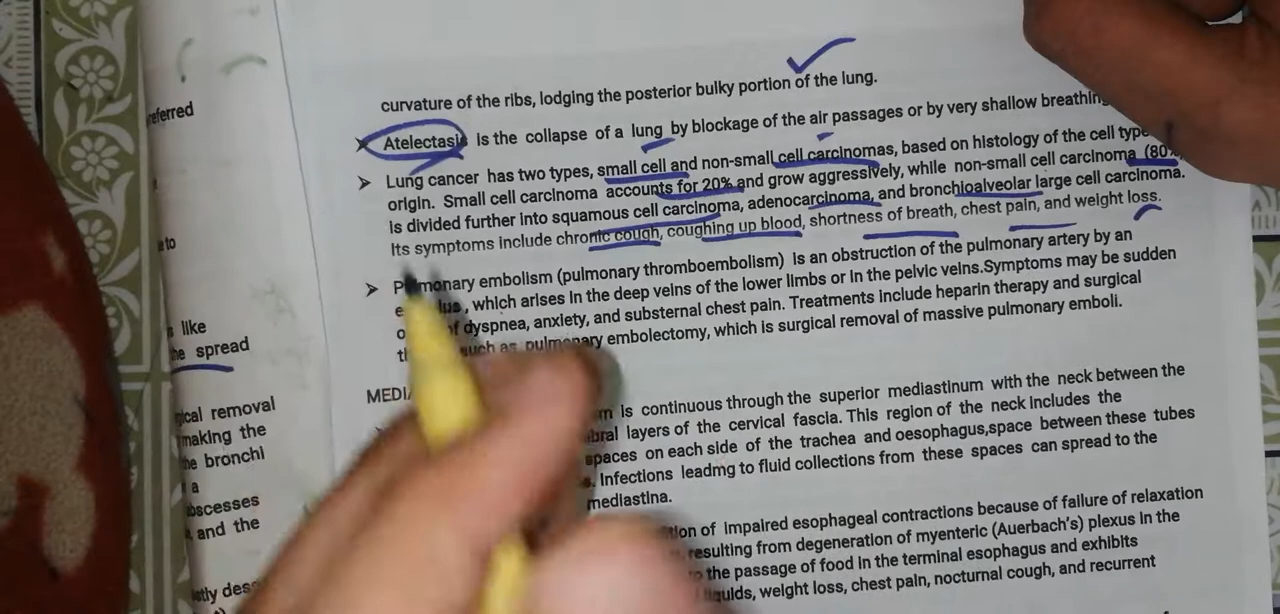 eferred
to
like
he spread
gical removal
making the
he bronchi
a
bscesses
and the
curvature of the ribs, lodging the posterior bulky portion of the lung.
➤ Atelectasis is the collapse of a lung by blockage of the air passages or by very shallow breathing
➤ Lung cancer has two types, small cell and non-small cell carcinomas, based on histology of the cell type
origin. Small cell carcinoma accounts for 20% and grow aggressively, while non-small cell carcinoma (80%
is divided further into squamous cell carcinoma, adenocarcinoma, and bronchioalveolar large cell carcinoma.
Its symptoms include chronic cough, coughing up blood, shortness of breath, chest pain, and weight loss.
➤ Pulmonary embolism (pulmonary thromboembolism) is an obstruction of the pulmonary artery by an
, which arises in the deep veins of the lower limbs or in the pelvic veins.Symptoms may be sudden
of dyspnea, anxiety, and substernal chest pain. Treatments include heparin therapy and surgical
such as pulmonary embolectomy, which is surgical removal of massive pulmonary emboli.
MEDIA
is continuous through the superior mediastinum with the neck between the
bral layers of the cervical fascia. This region of the neck includes the
spaces on each side of the trachea and oesophagus,space between these tubes
s. Infections leadmg to fluid collections from these spaces can spread to the
mediastina.
tion of impaired esophageal contractions because of failure of relaxation
resulting from degeneration of myenteric (Auerbach's) plexus in the
the passage of food in the terminal esophagus and exhibits
liquids, weight loss, chest pain, nocturnal cough, and recurrent